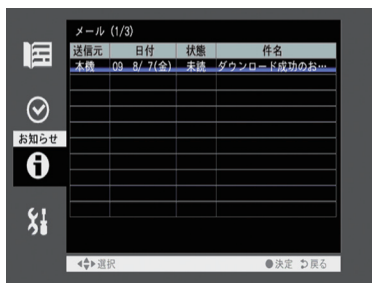 メール (1/3)
送信元 日付 状態 件名
本機 09 8/ 7(金) 未読 ダウンロード成功のお…
お知らせ
選択 ●決定 戻る